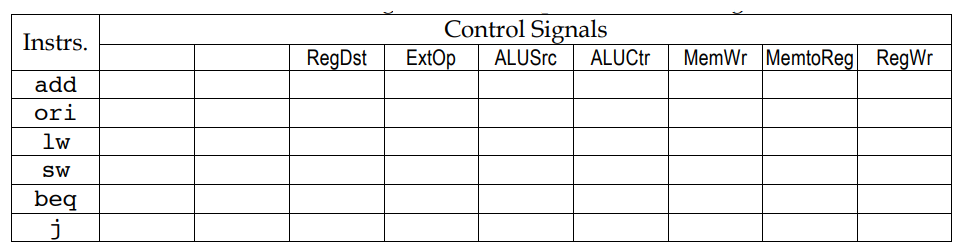 Instrs.
Control Signals
RegDst ExtOp ALUSrc ALUCtr MemWr MemtoReg RegWr
add
ori
lw
sw
beq
j